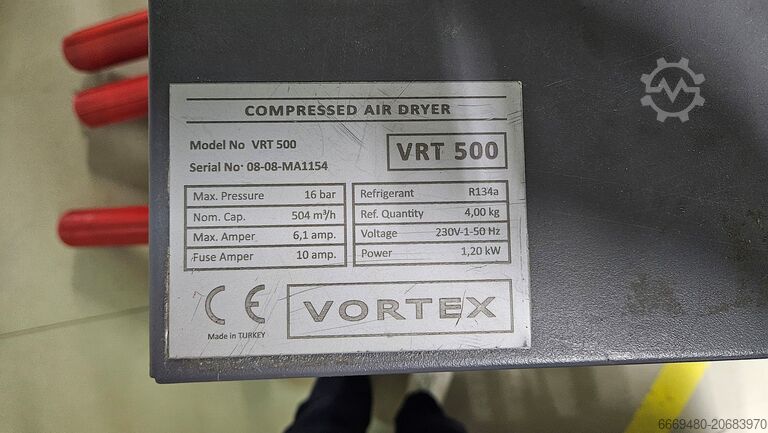 COMPRESSED AIR DRYER
Model No VRT 500
Serial No: 08-08-MA1154
VRT 500
Max. Pressure 16 bar
Nom. Cap. 504 m³/h
Max. Amper 6,1 amp.
Fuse Amper 10 amp.
Refrigerant R134a
Ref. Quantity 4,00 kg
Voltage 230V-1-50 Hz
Power 1,20 kW
CE
Made in TURKEY
VORTEX
6669480-20683970